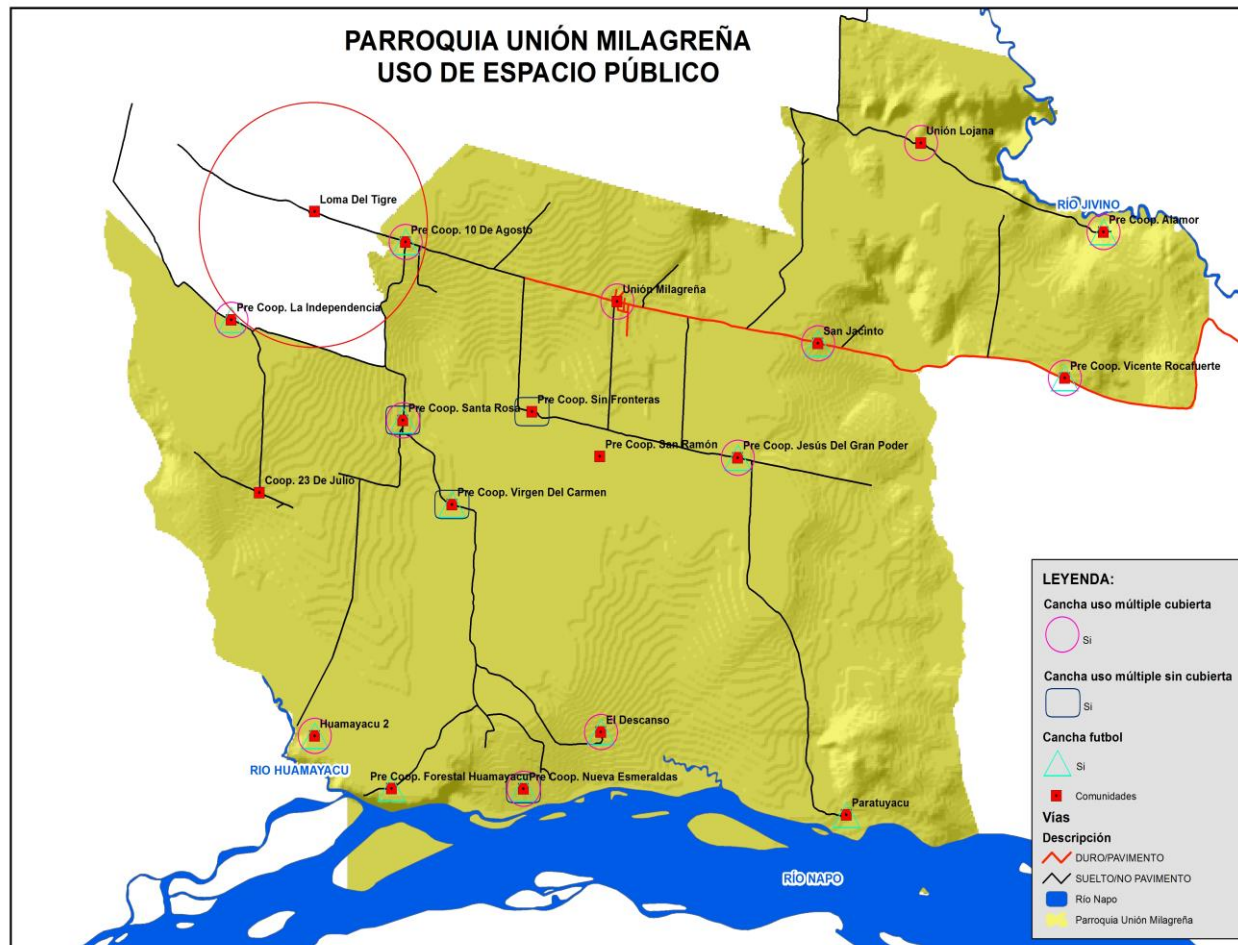 PARROQUIA UNIÓN MILAGREÑA
USO DE ESPACIO PÚBLICO
Unión Lojana
Loma Del Tigre
RÍO JIVINO
Pre Coop. Alamor
Pre Coop. 10 De Agosto
Unión Milagreña
Pre Coop. La Independencia
San Jacinto
Pre Coop. Vicente Rocafuerte
Pre Coop. Santa Rosa
Pre Coop. Sin Fronteras
Pre Coop. San Ramón
Pre Coop. Jesús Del Gran Poder
Coop. 23 De Julio
Pre Coop. Virgen Del Carmen
Huamayacu 2
El Descanso
RIO HUAMAYACU
Pre Coop. Forestal Huamayacu
Pre Coop. Nueva Esmeraldas
Paratuyacu
RÍO NAPO
LEYENDA:
Cancha uso múltiple cubierta
Si
Cancha uso múltiple sin cubierta
Si
Cancha futbol
Si
Comunidades
Vías
Descripción
DURO/PAVIMENTO
SUELTO/NO PAVIMENTO
Río Napo
Parroquia Unión Milagreña